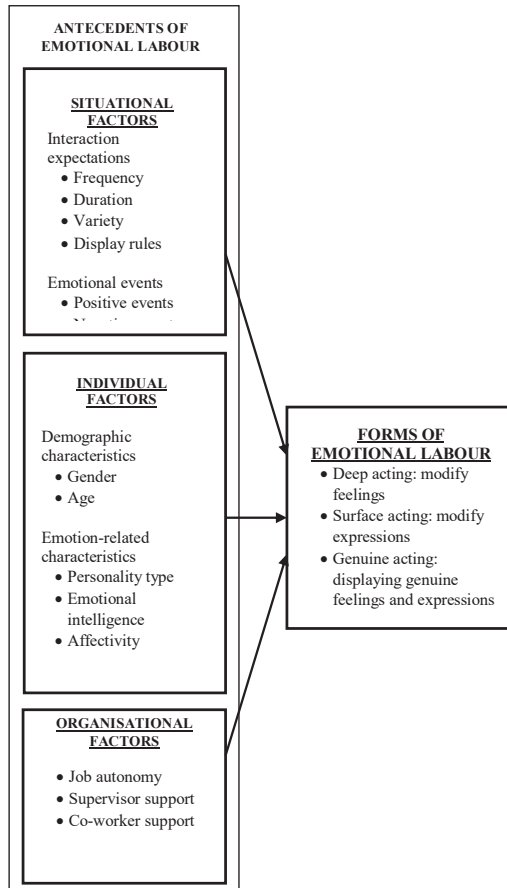 ANTECEDENTS OF
EMOTIONAL LABOUR
SITUATIONAL
FACTORS
Interaction
expectations
• Frequency
• Duration
• Variety
• Display rules
Emotional events
• Positive events
INDIVIDUAL
FACTORS
Demographic
characteristics
• Gender
• Age
Emotion-related
characteristics
• Personality type
• Emotional
intelligence
• Affectivity
ORGANISATIONAL
FACTORS
• Job autonomy
• Supervisor support
• Co-worker support
FORMS OF
EMOTIONAL LABOUR
• Deep acting: modify
feelings
• Surface acting: modify
expressions
• Genuine acting:
displaying genuine
feelings and expressions